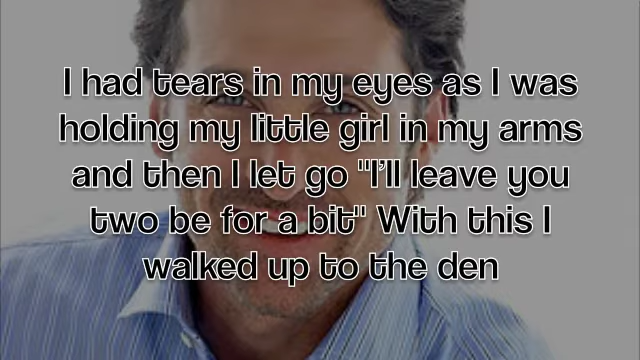 I had tears in my eyes as I was
holding my little girl in my arms
and then I let go "I'll leave you
two be for a bit" With this I
walked up to the den